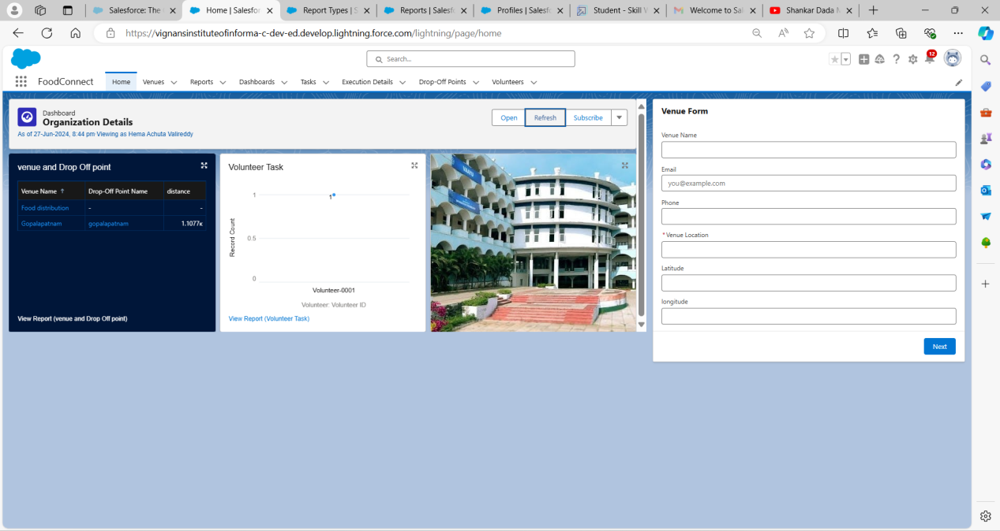 Salesforce: The
Home | Salesfor
Report Types | S
Reports | Salesf
Profiles | Salesf
Student - Skill
Welcome to Sal
Shankar Dada
https://vignansinstituteofinforma-c-dev-ed.develop.lightning.force.com/lightning/page/home
Search...
12
FoodConnect
Home
Venues
Reports
Dashboards
Tasks
Execution Details
Drop-Off Points
Volunteers
Dashboard
Organization Details
As of 27-Jun-2024, 8:44 pm·Viewing as Hema Achuta Valireddy
Open
Refresh
Subscribe
venue and Drop Off point
Venue Name ↑ Drop-Off Point Name distance
Food distribution - -
Gopalapatnam gopalapatnam 1.1077k
View Report (venue and Drop Off point)
Volunteer Task
Record Count
1
0.5
0
1
Volunteer-0001
Volunteer: Volunteer ID
View Report (Volunteer Task)
Venue Form
Venue Name
Email
you@example.com
Phone
* Venue Location
Latitude
longitude
Next